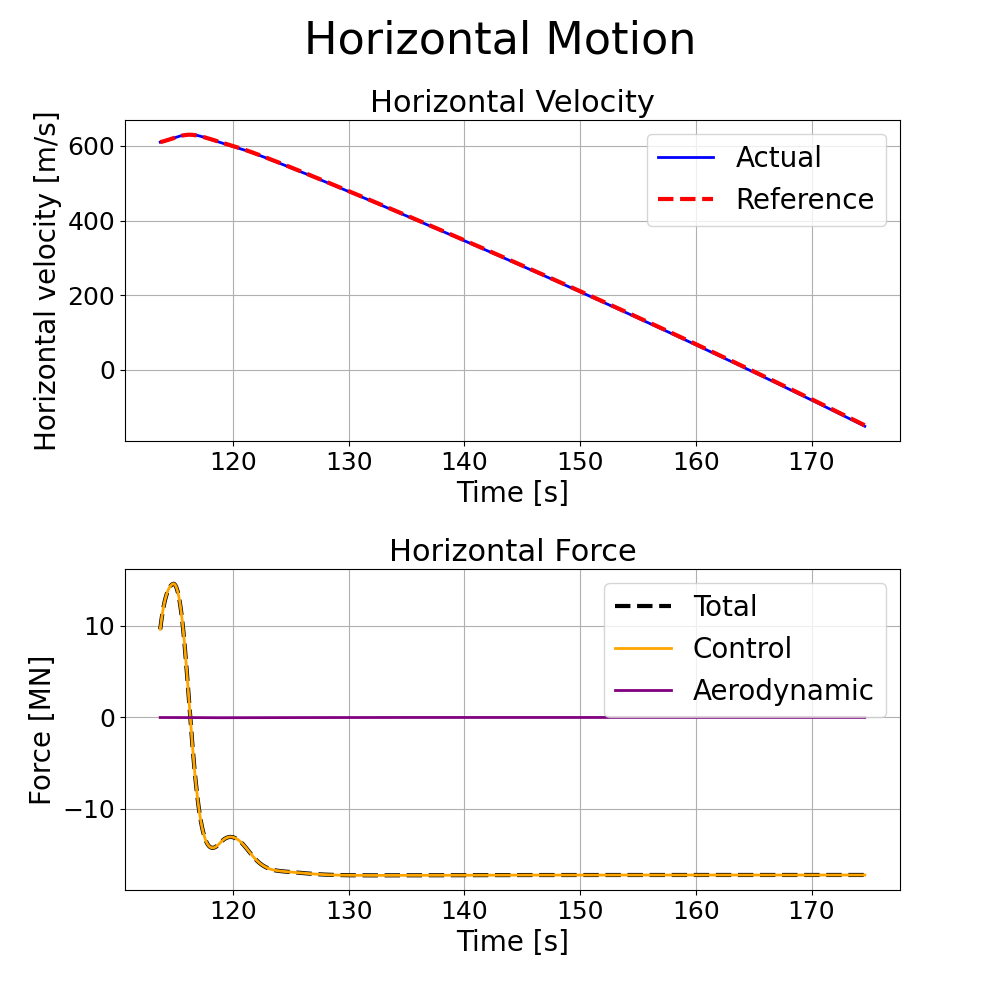 Horizontal Motion
Horizontal Velocity
Horizontal velocity [m/s]
600
400
200
0
Actual
Reference
120 130 140 150 160 170
Time [s]
Horizontal Force
Force [MN]
10
0
−10
Total
Control
Aerodynamic
120 130 140 150 160 170
Time [s]